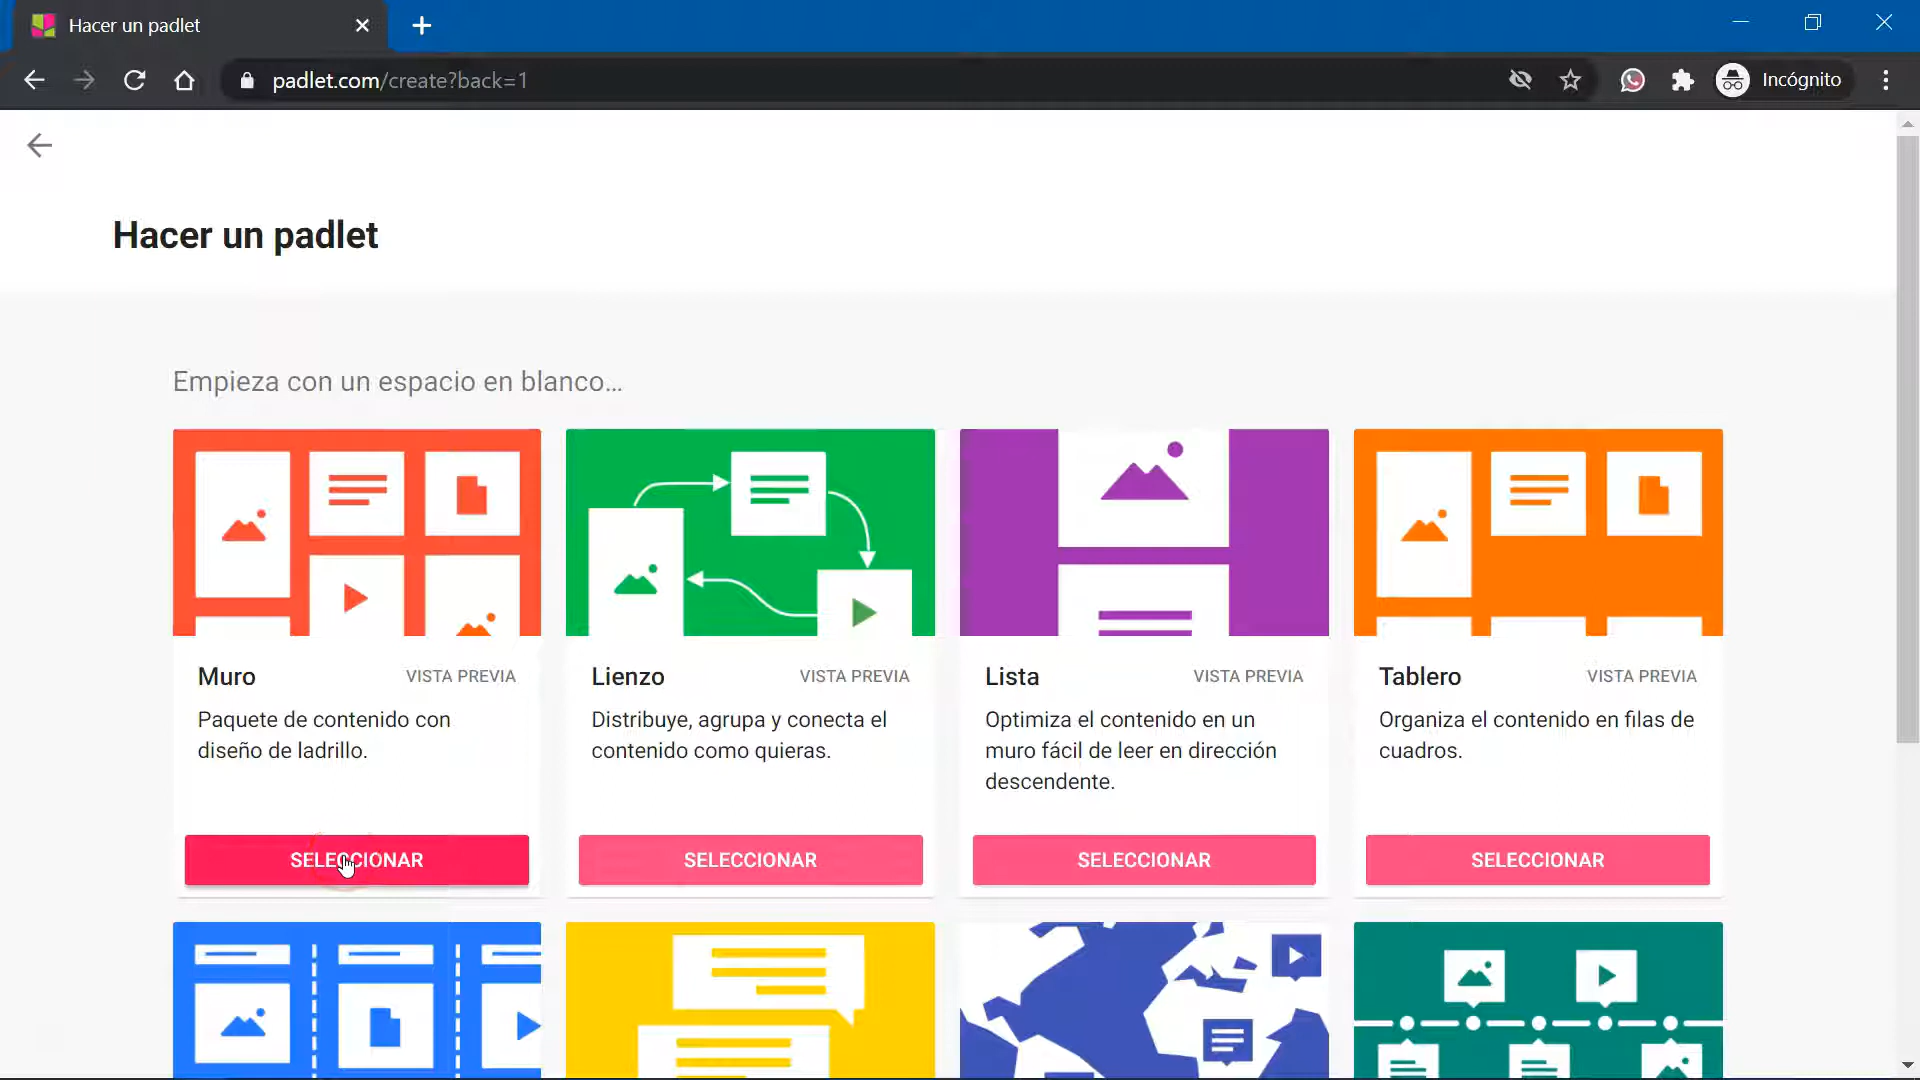 Hacer un padlet
padlet.com/create?back=1
Incógnito
Hacer un padlet
Empieza con un espacio en blanco...
Muro
VISTA PREVIA
Paquete de contenido con
diseño de ladrillo.
SELECCIONAR
Lienzo
VISTA PREVIA
Distribuye, agrupa y conecta el
contenido como quieras.
SELECCIONAR
Lista
VISTA PREVIA
Optimiza el contenido en un
muro fácil de leer en dirección
descendente.
SELECCIONAR
Tablero
VISTA PREVIA
Organiza el contenido en filas de
cuadros.
SELECCIONAR